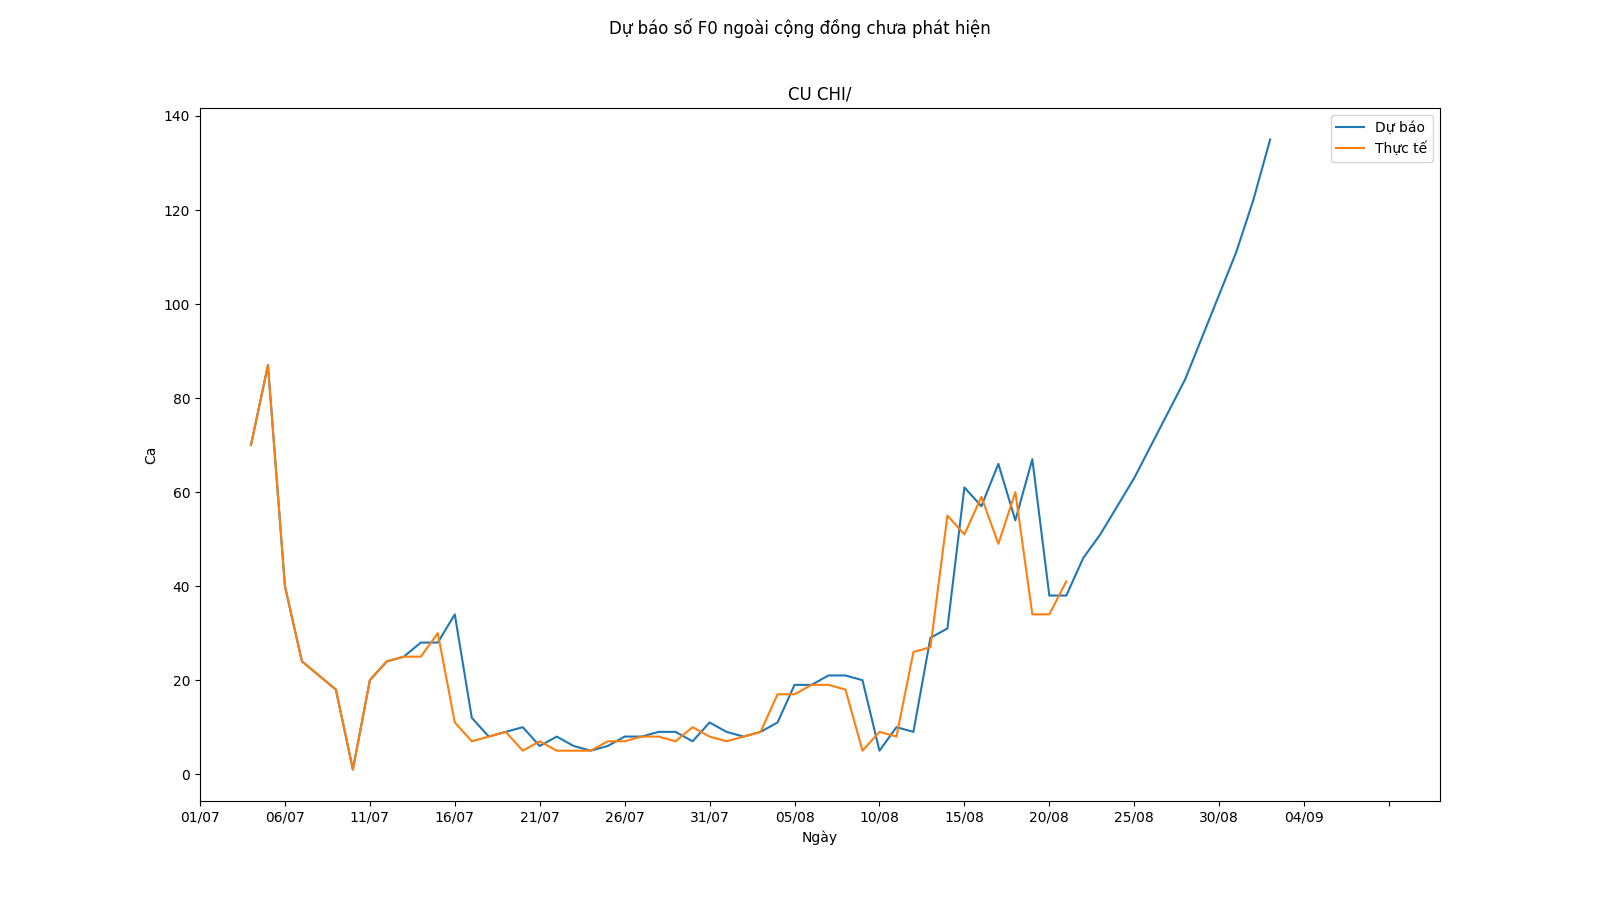 Dự báo số F0 ngoài cộng đồng chưa phát hiện
CU CHI/
140
120
100
80
60
40
20
0
Ca
Dự báo
Thực tế
01/07 06/07 11/07 16/07 21/07 26/07 31/07 05/08 10/08 15/08 20/08 25/08 30/08 04/09
Ngày